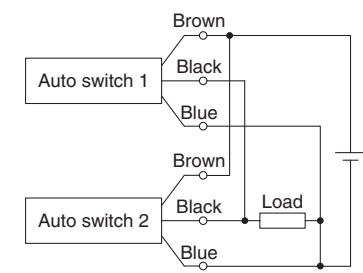 Brown
Auto switch 1
Black
Blue
Brown
Auto switch 2
Black
Load
Blue